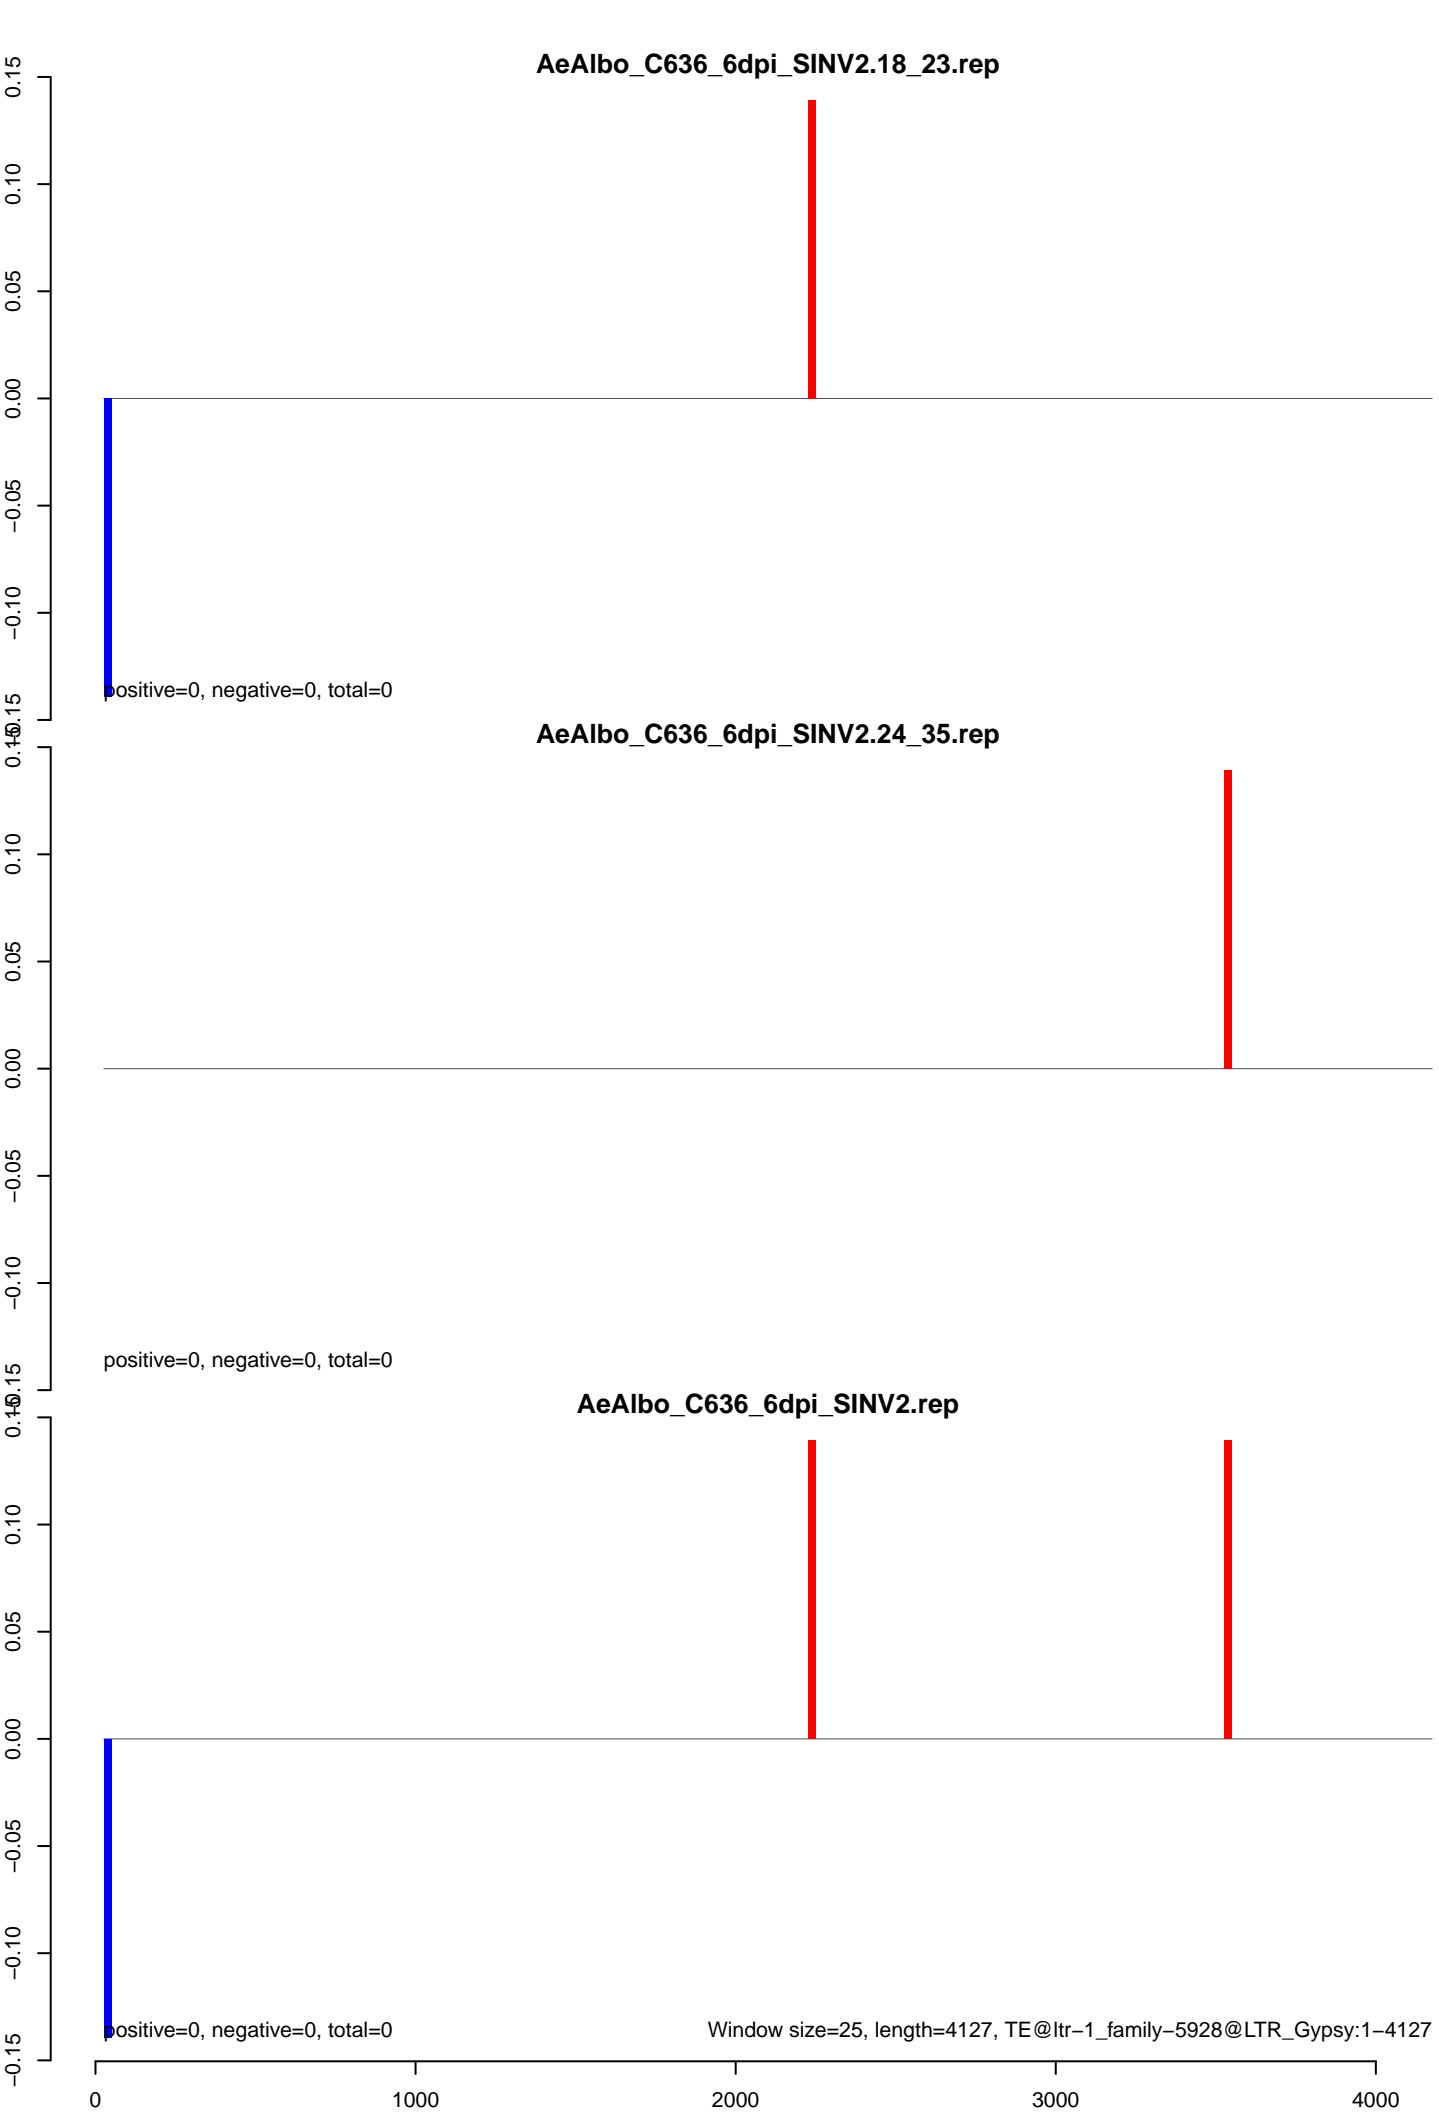 AeAlbo_C636_6dpi_SINV2.18_23.rep
0.15
0.10
0.05
0.00
−0.05
−0.10
−0.15
positive=0, negative=0, total=0
AeAlbo_C636_6dpi_SINV2.24_35.rep
0.15
0.10
0.05
0.00
−0.05
−0.10
−0.15
positive=0, negative=0, total=0
AeAlbo_C636_6dpi_SINV2.rep
0.15
0.10
0.05
0.00
−0.05
−0.10
−0.15
positive=0, negative=0, total=0
Window size=25, length=4127, TE@ltr−1_family−5928@LTR_Gypsy:1−4127
0 1000 2000 3000 4000